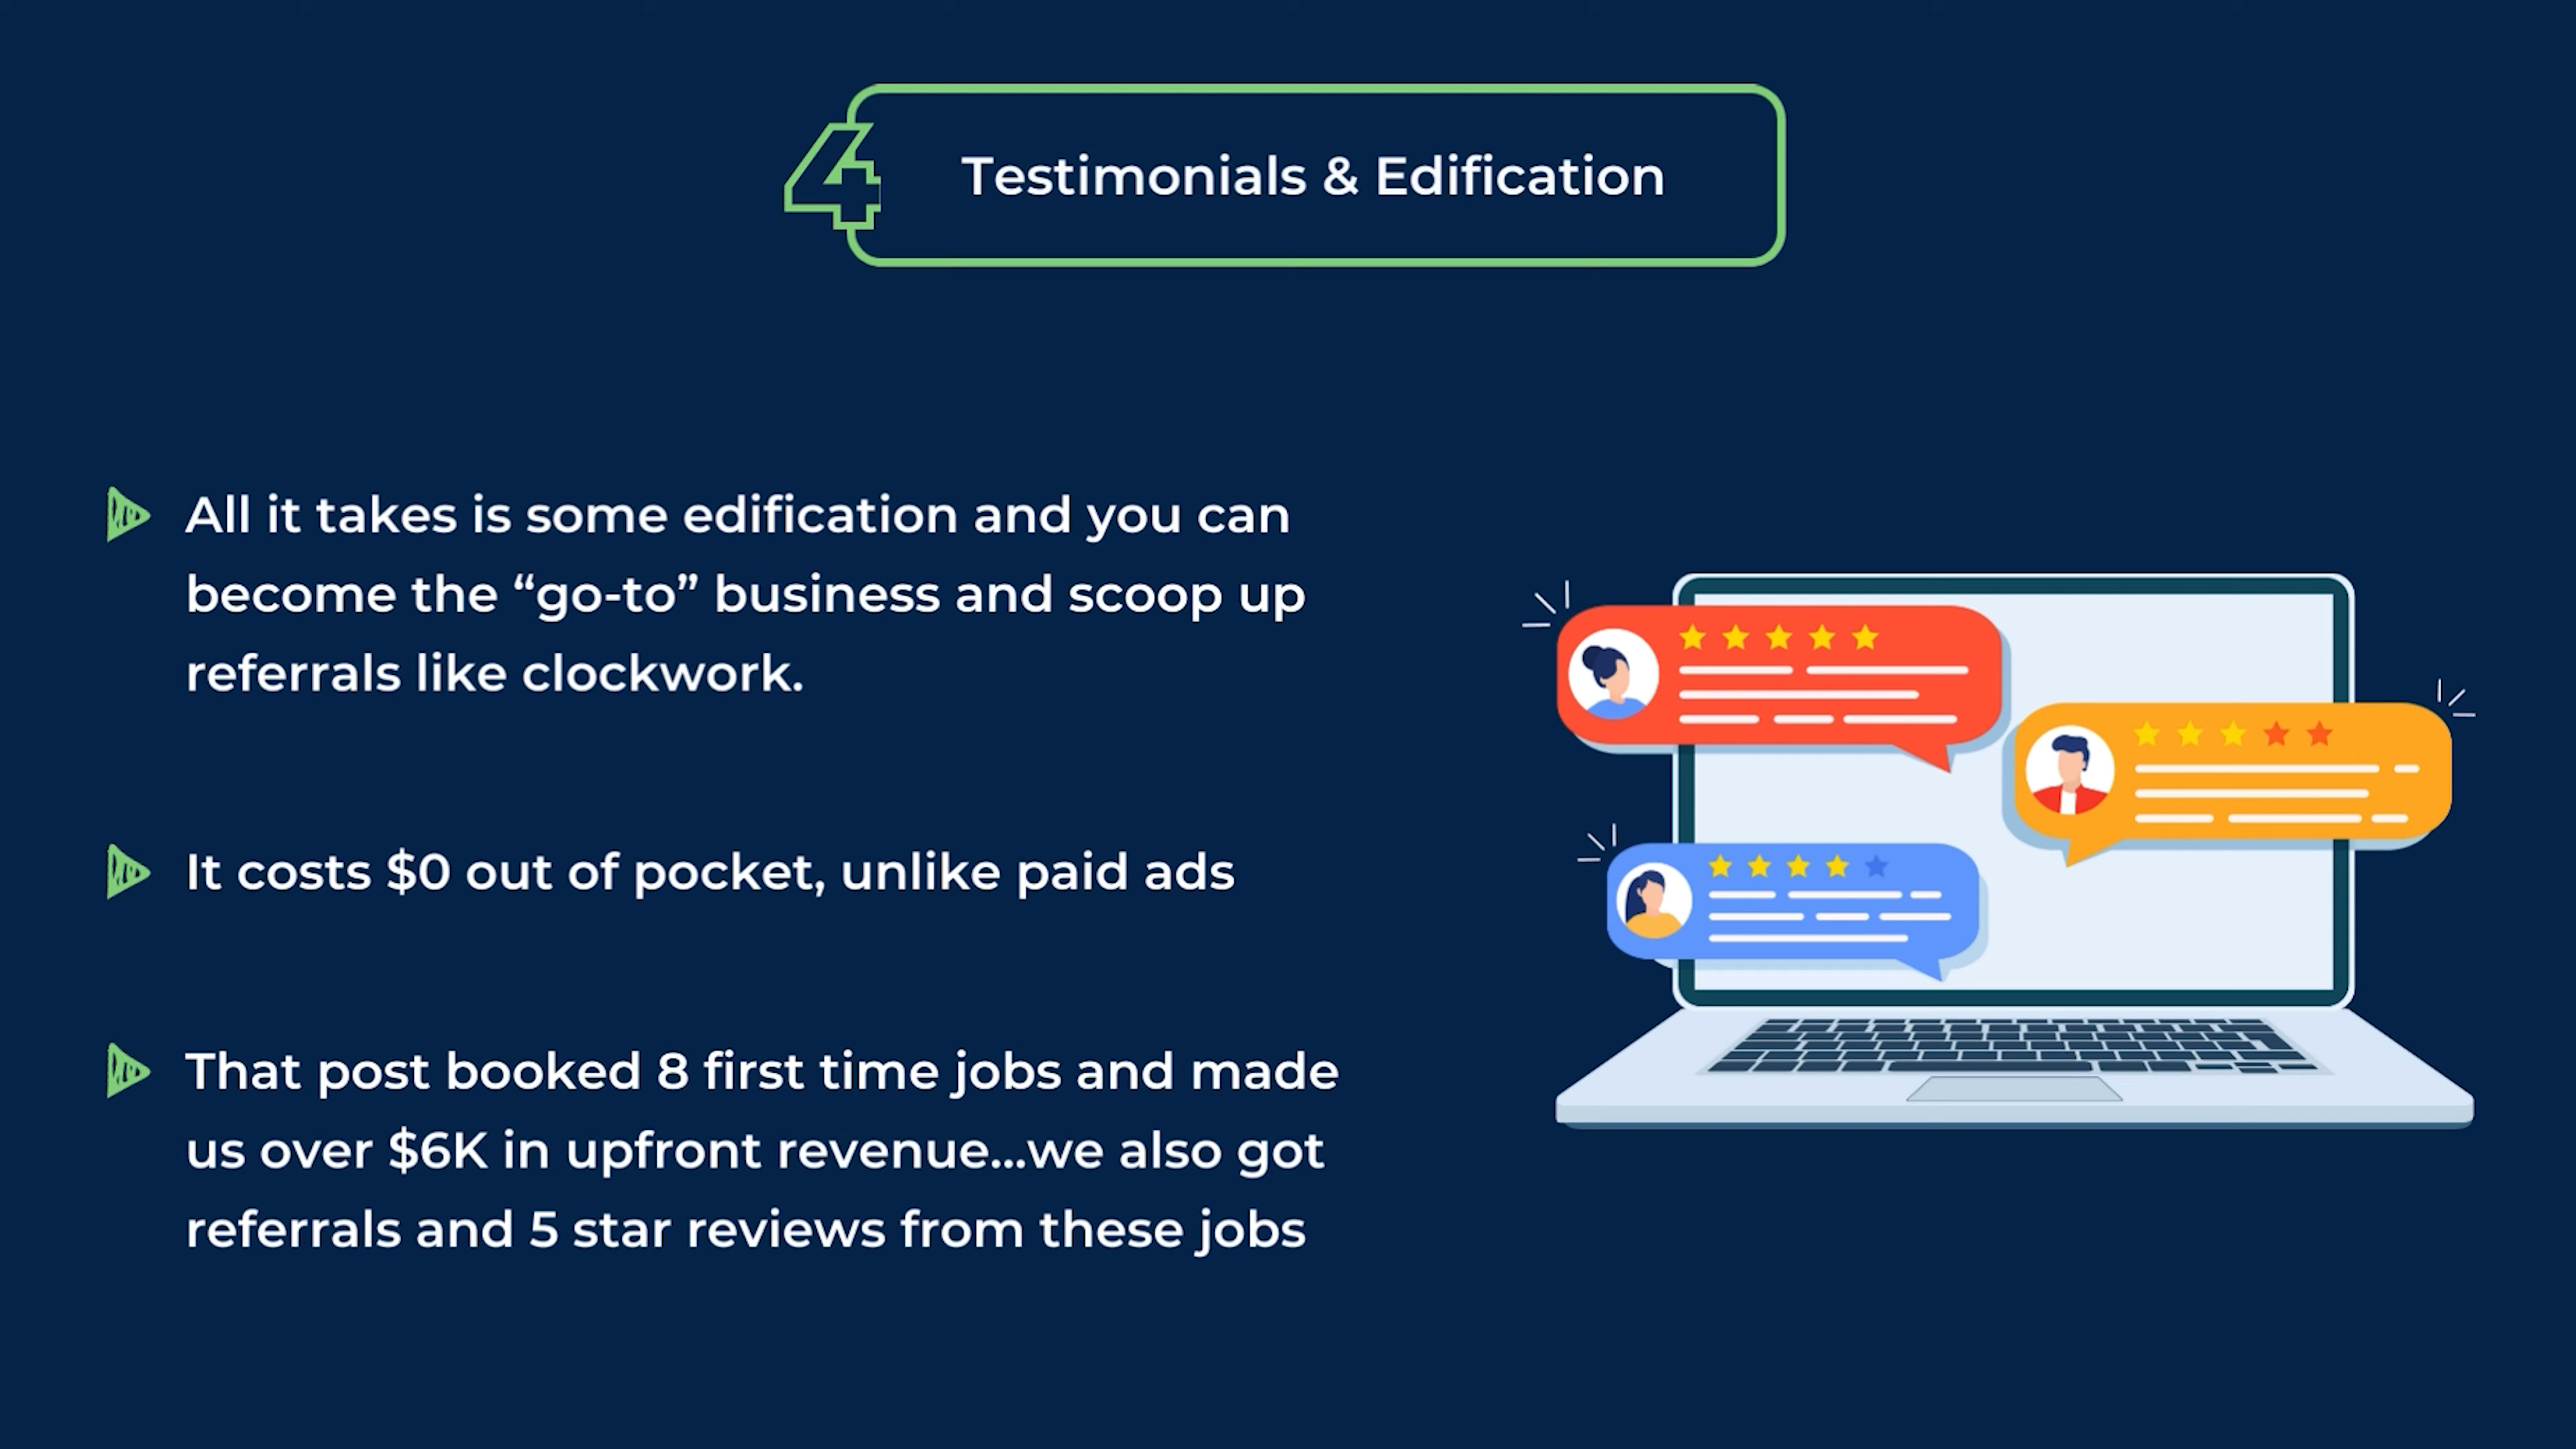 4
Testimonials & Edification
All it takes is some edification and you can
become the “go-to” business and scoop up
referrals like clockwork.
It costs $0 out of pocket, unlike paid ads
That post booked 8 first time jobs and made
us over $6K in upfront revenue...we also got
referrals and 5 star reviews from these jobs